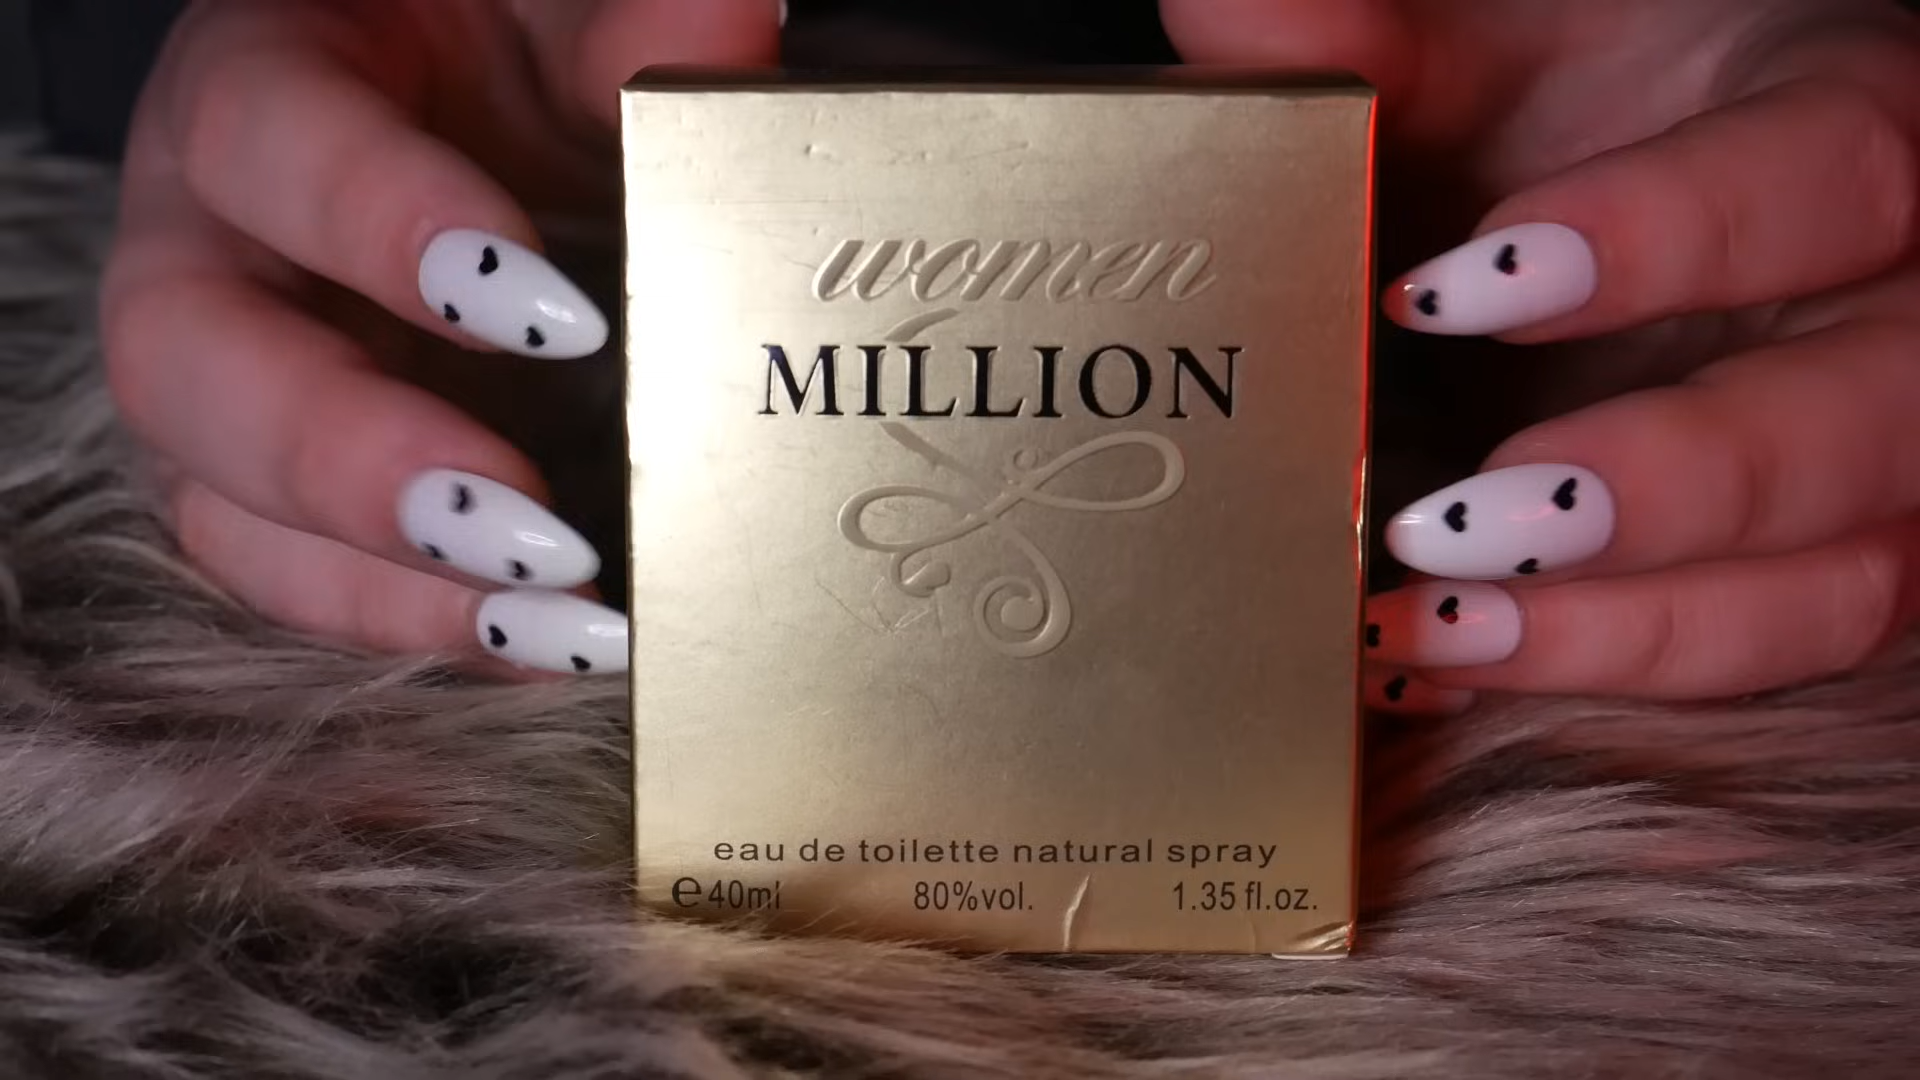 women
MILLION
eau de toilette natural spray
℮40ml 80%vol. 1.35 fl.oz.